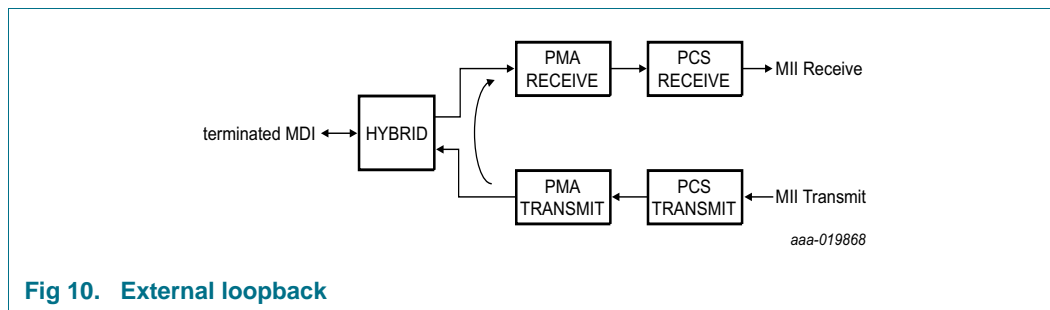 PMA
RECEIVE
PCS
RECEIVE
MII Receive
terminated MDI
HYBRID
PMA
TRANSMIT
PCS
TRANSMIT
MII Transmit
aaa-019868
Fig 10. External loopback